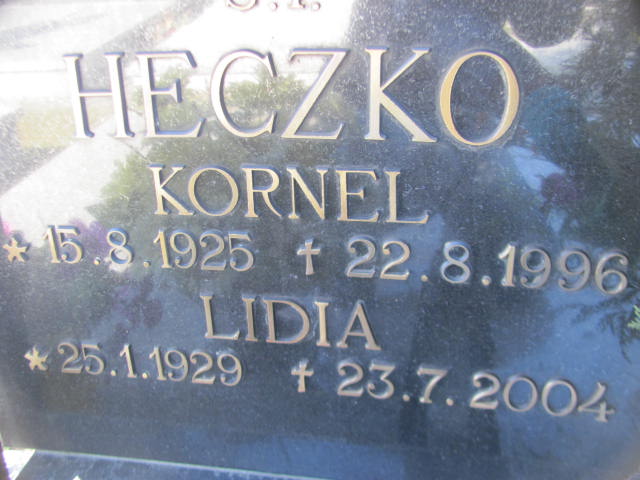 HECZKO
KORNEL
* 15.8.1925 † 22.8.1996
LIDIA
* 25.1.1929 † 23.7.2004